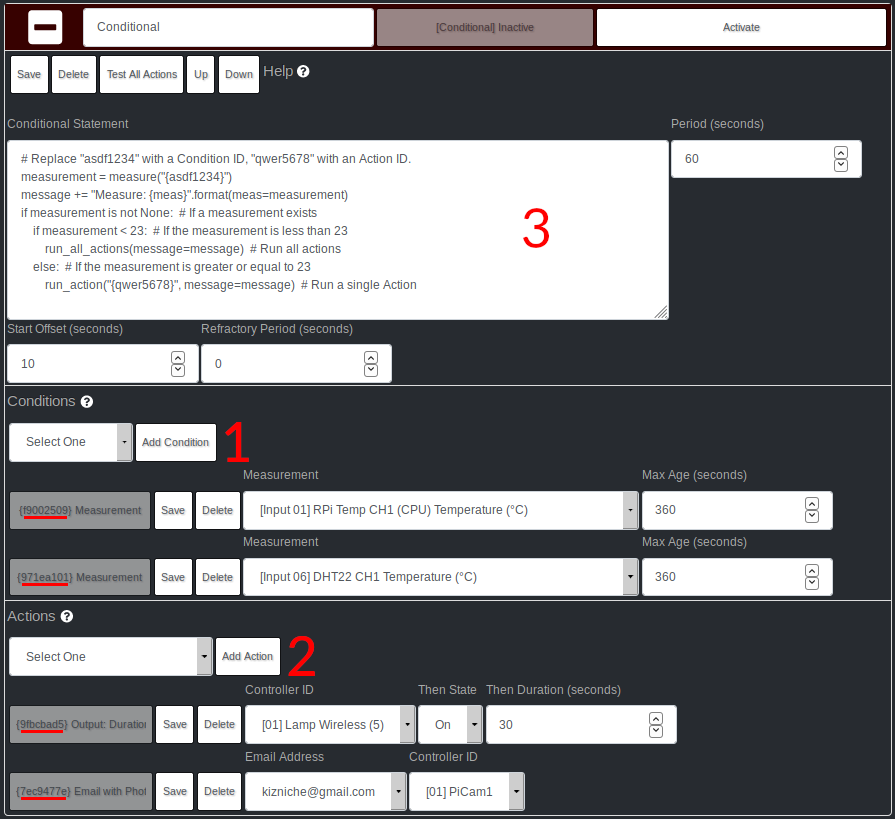 Conditional [Conditional] Inactive Activate
Save Delete Test All Actions Up Down Help ?
Conditional Statement Period (seconds)
# Replace "asdf1234" with a Condition ID, "qwer5678" with an Action ID. 60
measurement = measure("{asdf1234}")
message += "Measure: {meas}".format(meas=measurement)
if measurement is not None:  # If a measurement exists
    if measurement < 23:  # If the measurement is less than 23
        run_all_actions(message=message)  # Run all actions
    else:  # If the measurement is greater or equal to 23
        run_action("{qwer5678}", message=message)  # Run a single Action
3
Start Offset (seconds) Refractory Period (seconds)
10 0
Conditions ?
Select One Add Condition 1
Measurement Max Age (seconds)
{f9002509} Measurement Save Delete [Input 01] RPi Temp CH1 (CPU) Temperature (°C) 360
Measurement Max Age (seconds)
{971ea101} Measurement Save Delete [Input 06] DHT22 CH1 Temperature (°C) 360
Actions ?
Select One Add Action 2
Controller ID Then State Then Duration (seconds)
{9fbcbad5} Output: Duration Save Delete [01] Lamp Wireless (5) On 30
Email Address Controller ID
{7ec9477e} Email with Phot Save Delete kizniche@gmail.com [01] PiCam1